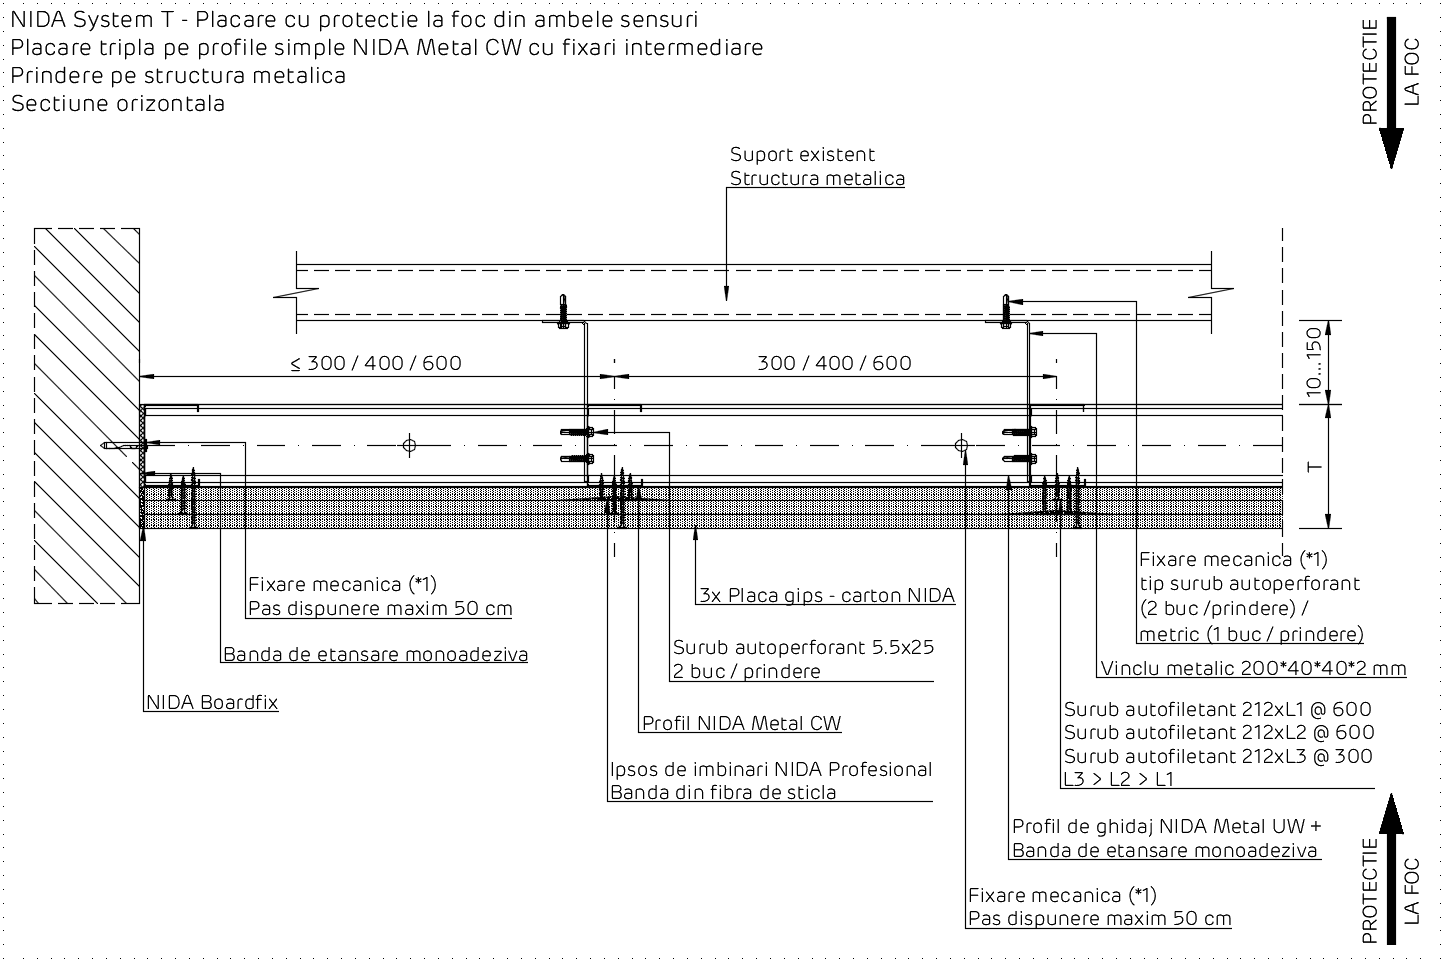 NIDA System T - Placare cu protectie la foc din ambele sensuri
Placare tripla pe profile simple NIDA Metal CW cu fixari intermediare
Prindere pe structura metalica
Sectiune orizontala
PROTECTIE
LA FOC
Suport existent
Structura metalica
≤ 300 / 400 / 600
300 / 400 / 600
10...150
T
Fixare mecanica (*1)
Pas dispunere maxim 50 cm
Banda de etansare monoadeziva
NIDA Boardfix
3x Placa gips - carton NIDA
Surub autoperforant 5.5x25
2 buc / prindere
Profil NIDA Metal CW
Ipsos de imbinari NIDA Profesional
Banda din fibra de sticla
Fixare mecanica (*1)
tip surub autoperforant
(2 buc /prindere) /
metric (1 buc / prindere)
Vinclu metalic 200*40*40*2 mm
Surub autofiletant 212xL1 @ 600
Surub autofiletant 212xL2 @ 600
Surub autofiletant 212xL3 @ 300
L3 > L2 > L1
Profil de ghidaj NIDA Metal UW +
Banda de etansare monoadeziva
Fixare mecanica (*1)
Pas dispunere maxim 50 cm
PROTECTIE
LA FOC